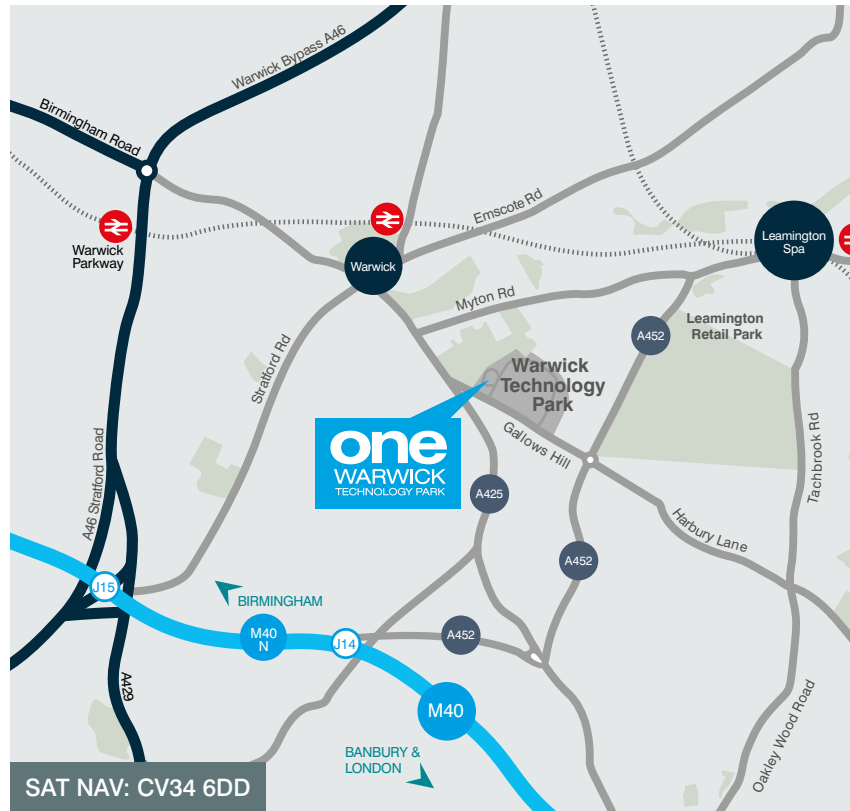 Warwick Bypass A46
Birmingham Road
Emscote Rd
Warwick
Parkway
Warwick
Leamington
Spa
Myton Rd
Leamington
Retail Park
A452
Stratford Rd
Warwick
Technology
Park
one
WARWICK
TECHNOLOGY PARK
Gallows Hill
Tachbrook Rd
A425
A46 Stratford Road
Harbury Lane
A452
J15
BIRMINGHAM
M40
N
J14
A452
A429
M40
Oakley Wood Road
BANBURY &
LONDON
SAT NAV: CV34 6DD